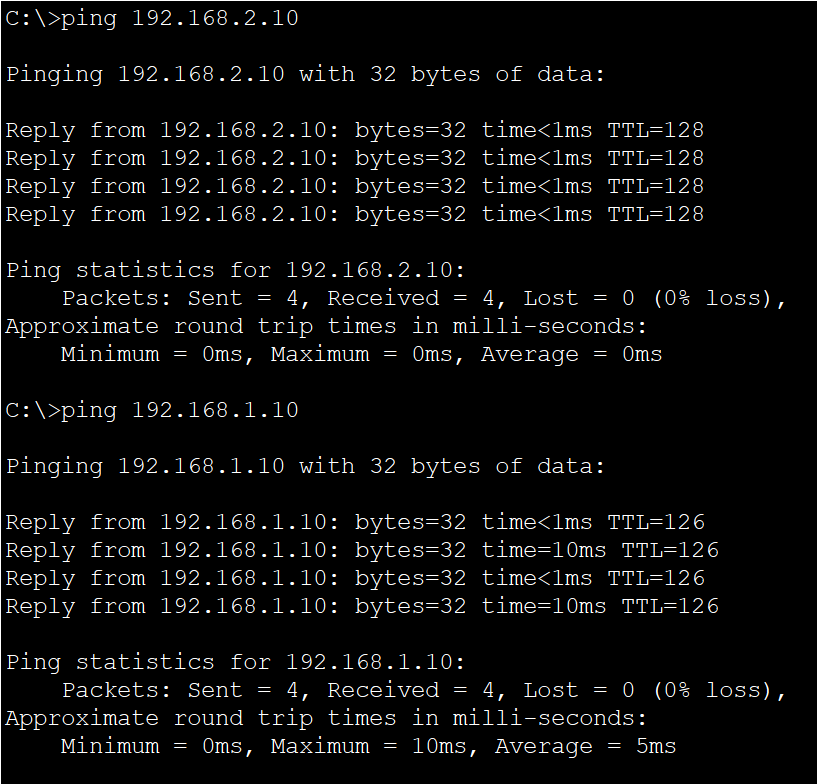 C:\>ping 192.168.2.10
Pinging 192.168.2.10 with 32 bytes of data:
Reply from 192.168.2.10: bytes=32 time<1ms TTL=128
Reply from 192.168.2.10: bytes=32 time<1ms TTL=128
Reply from 192.168.2.10: bytes=32 time<1ms TTL=128
Reply from 192.168.2.10: bytes=32 time<1ms TTL=128
Ping statistics for 192.168.2.10:
    Packets: Sent = 4, Received = 4, Lost = 0 (0% loss),
Approximate round trip times in milli-seconds:
    Minimum = 0ms, Maximum = 0ms, Average = 0ms
C:\>ping 192.168.1.10
Pinging 192.168.1.10 with 32 bytes of data:
Reply from 192.168.1.10: bytes=32 time<1ms TTL=126
Reply from 192.168.1.10: bytes=32 time=10ms TTL=126
Reply from 192.168.1.10: bytes=32 time<1ms TTL=126
Reply from 192.168.1.10: bytes=32 time=10ms TTL=126
Ping statistics for 192.168.1.10:
    Packets: Sent = 4, Received = 4, Lost = 0 (0% loss),
Approximate round trip times in milli-seconds:
    Minimum = 0ms, Maximum = 10ms, Average = 5ms